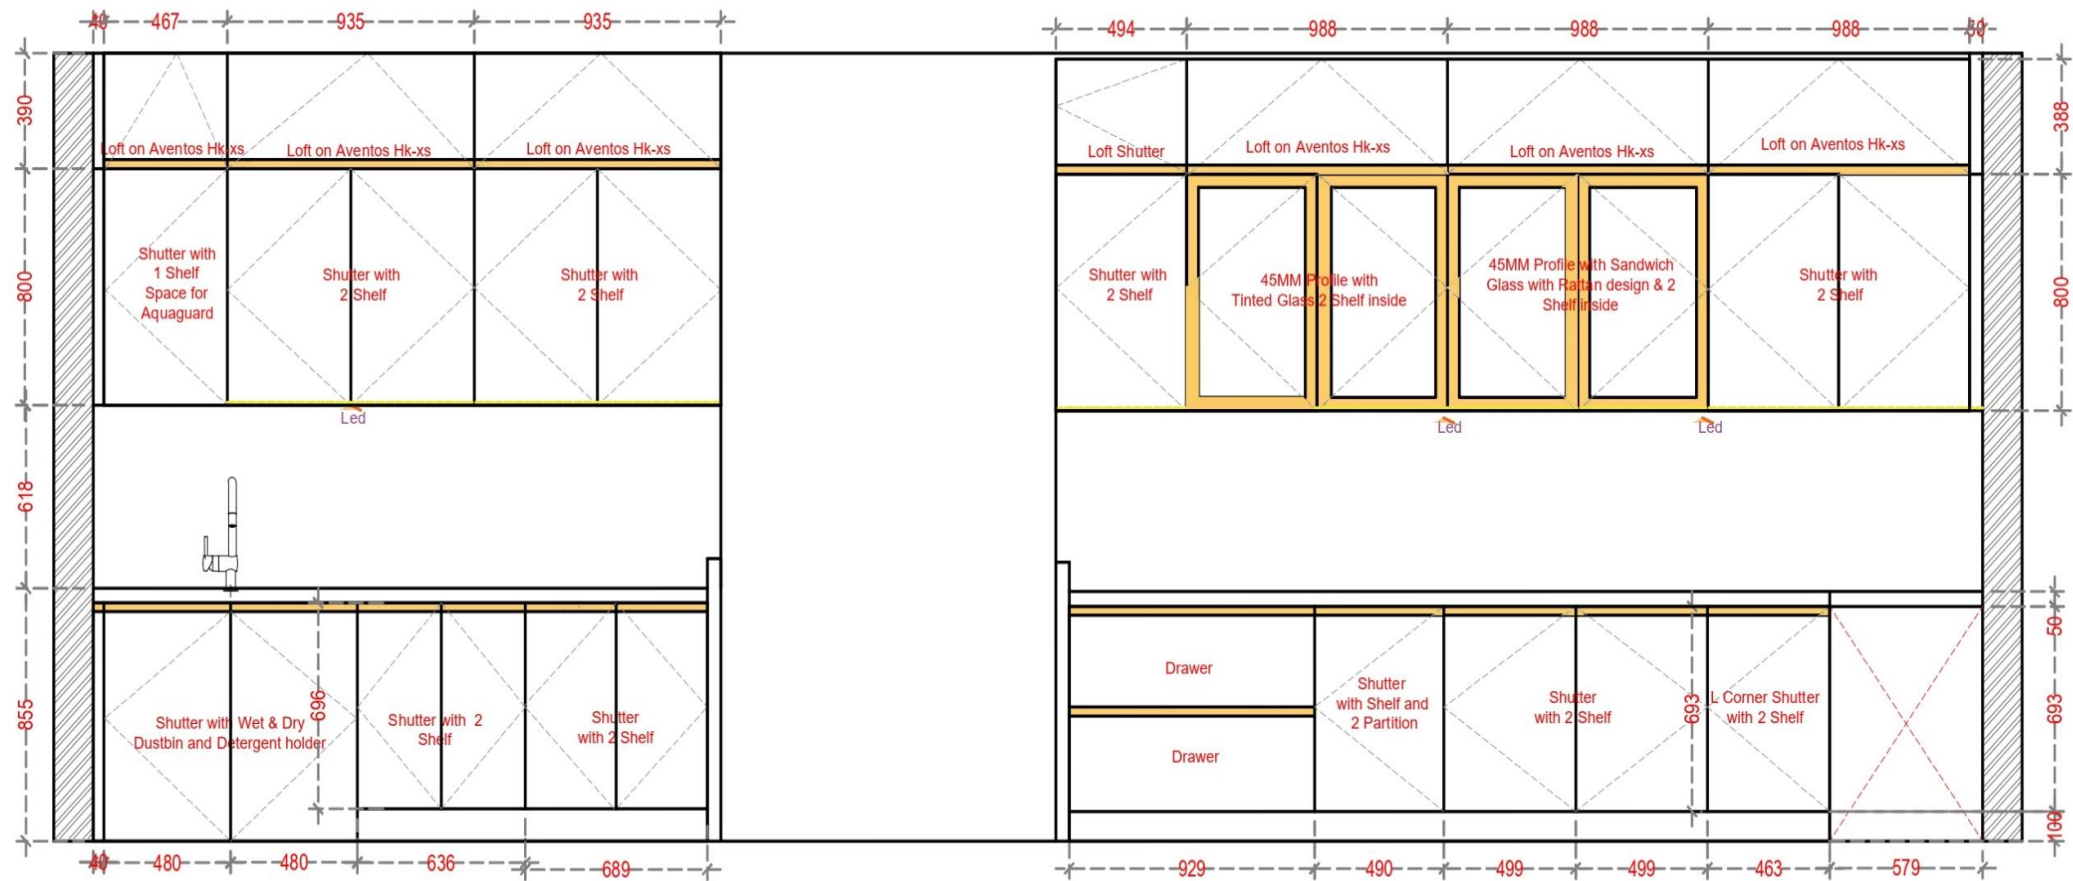 40 467 935 935
494 988 988 988 50
390
388
Loft on Aventos Hk-xs
Loft on Aventos Hk-xs
Loft on Aventos Hk-xs
Loft Shutter
Loft on Aventos Hk-xs
Loft on Aventos Hk-xs
Loft on Aventos Hk-xs
800
Shutter with
1 Shelf
Space for
Aquaguard
Shutter with
2 Shelf
Shutter with
2 Shelf
Shutter with
2 Shelf
45MM Profile with
Tinted Glass 2 Shelf inside
45MM Profile with Sandwich
Glass with Rattan design & 2
Shelf inside
Shutter with
2 Shelf
800
Led
Led
Led
618
855
Shutter with Wet & Dry
Dustbin and Detergent holder
696
Shutter with 2
Shelf
Shutter
with 2 Shelf
Drawer
Drawer
Shutter
with Shelf and
2 Partition
Shutter
with 2 Shelf
693
L Corner Shutter
with 2 Shelf
50
693
100
40 480 480 636 689
929 490 499 499 463 579